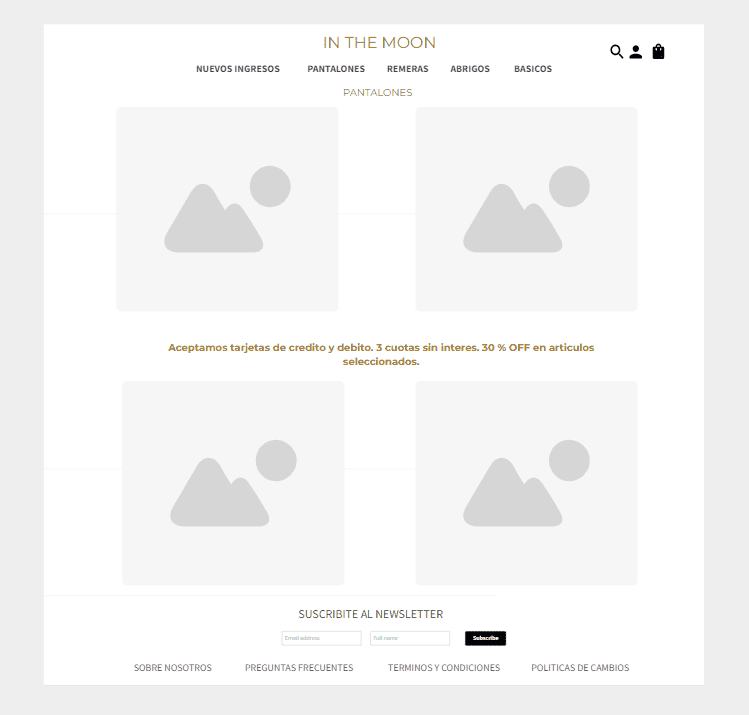 IN THE MOON
NUEVOS INGRESOS PANTALONES REMERAS ABRIGOS BASICOS
PANTALONES
Aceptamos tarjetas de credito y debito. 3 cuotas sin interes. 30 % OFF en articulos
seleccionados.
SUSCRIBITE AL NEWSLETTER
Email address Full name Subscribe
SOBRE NOSOTROS PREGUNTAS FRECUENTES TERMINOS Y CONDICIONES POLITICAS DE CAMBIOS